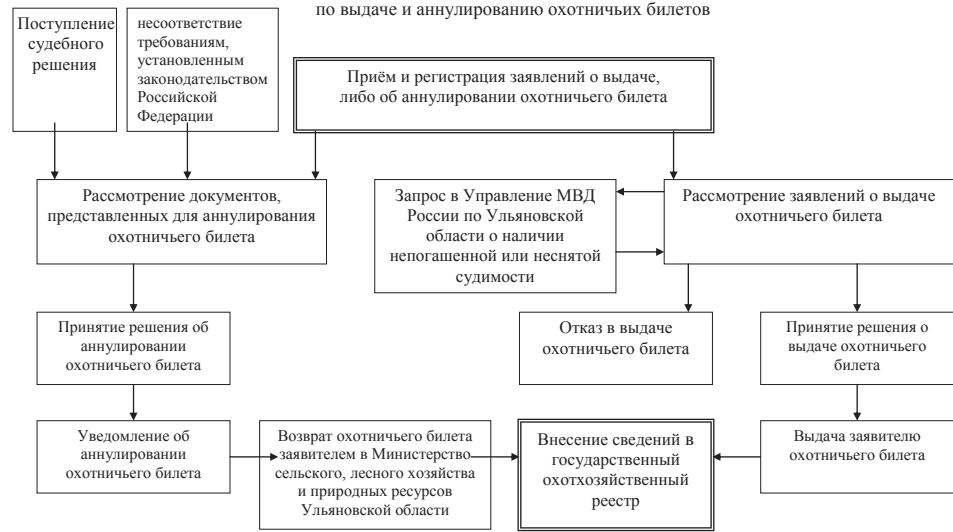 по выдаче и аннулированию охотничьих билетов
Поступление
судебного
решения
несоответствие
требованиям,
установленным
законодательством
Российской
Федерации
Приём и регистрация заявлений о выдаче,
либо об аннулировании охотничьего билета
Рассмотрение документов,
представленных для аннулирования
охотничьего билета
Запрос в Управление МВД
России по Ульяновской
области о наличии
непогашенной или неснятой
судимости
Рассмотрение заявлений о выдаче
охотничьего билета
Принятие решения об
аннулировании
охотничьего билета
Отказ в выдаче
охотничьего билета
Принятие решения о
выдаче охотничьего
билета
Уведомление об
аннулировании
охотничьего билета
Возврат охотничьего билета
заявителем в Министерство
сельского, лесного хозяйства
и природных ресурсов
Ульяновской области
Внесение сведений в
государственный
охотхозяйственный
реестр
Выдача заявителю
охотничьего билета